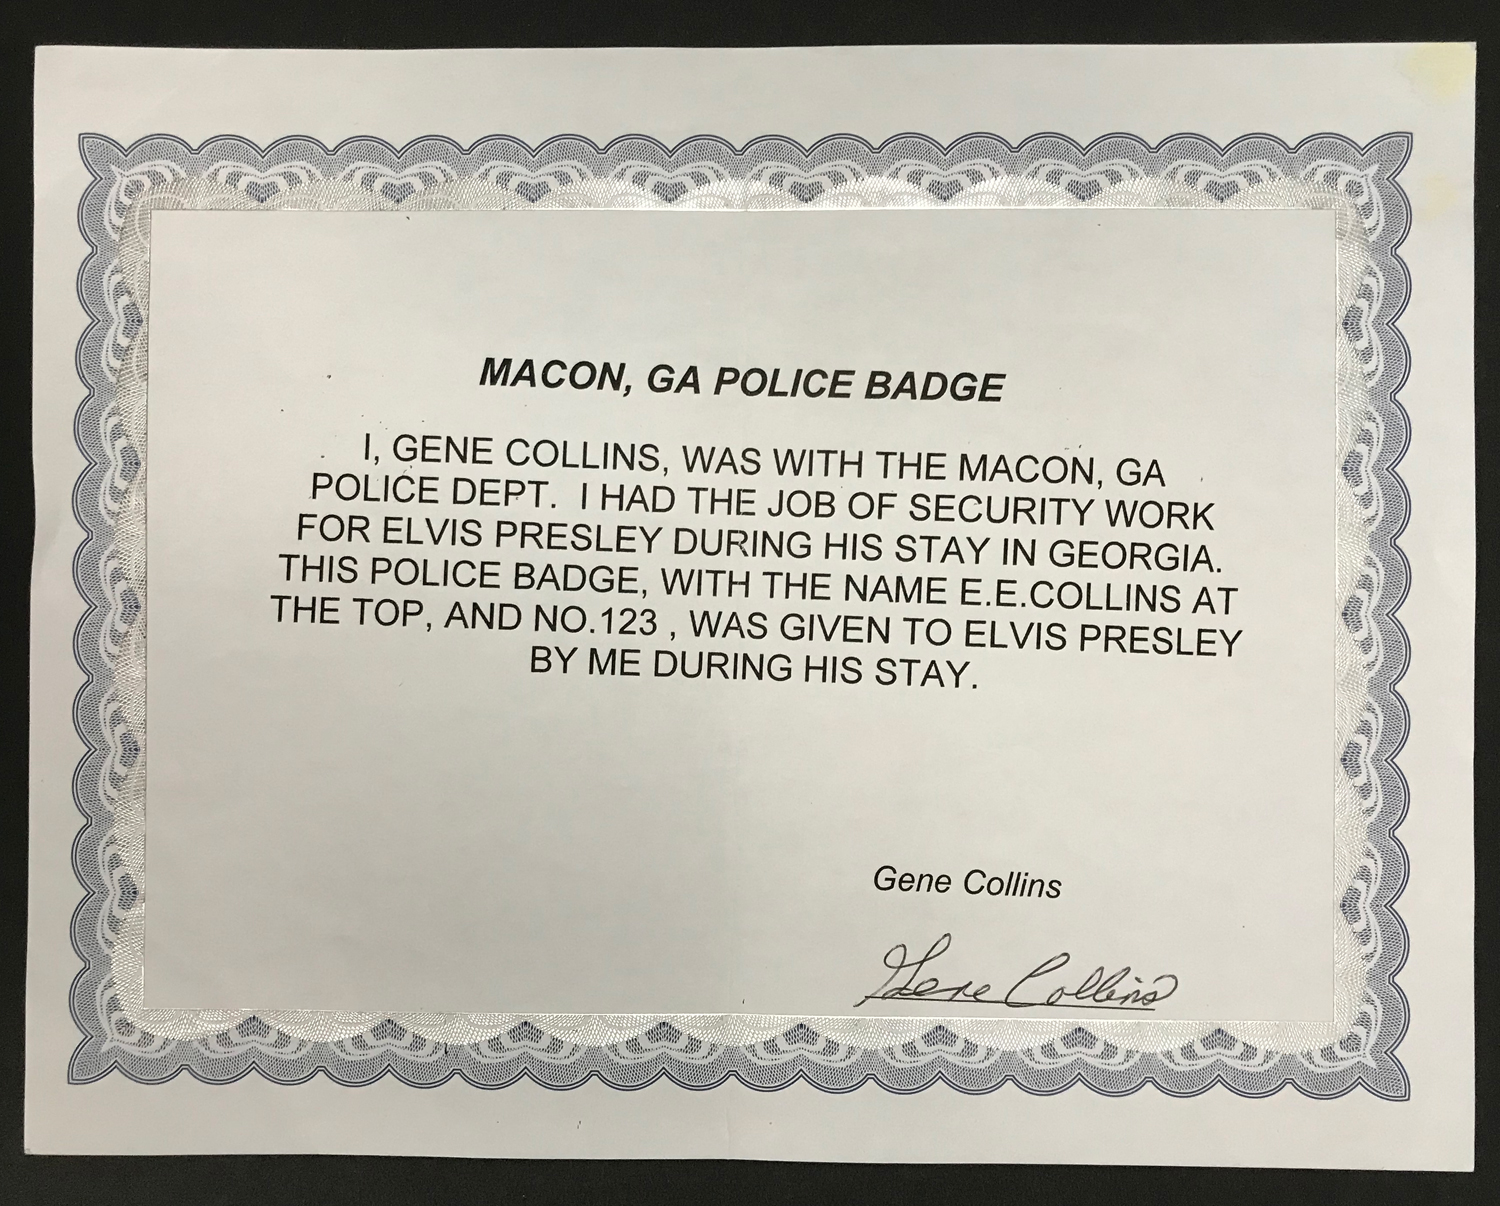 MACON, GA POLICE BADGE
I, GENE COLLINS, WAS WITH THE MACON, GA
POLICE DEPT.  I HAD THE JOB OF SECURITY WORK
FOR ELVIS PRESLEY DURING HIS STAY IN GEORGIA.
THIS POLICE BADGE, WITH THE NAME E.E.COLLINS AT
THE TOP, AND NO.123 , WAS GIVEN TO ELVIS PRESLEY
BY ME DURING HIS STAY.
Gene Collins
Gene Collins